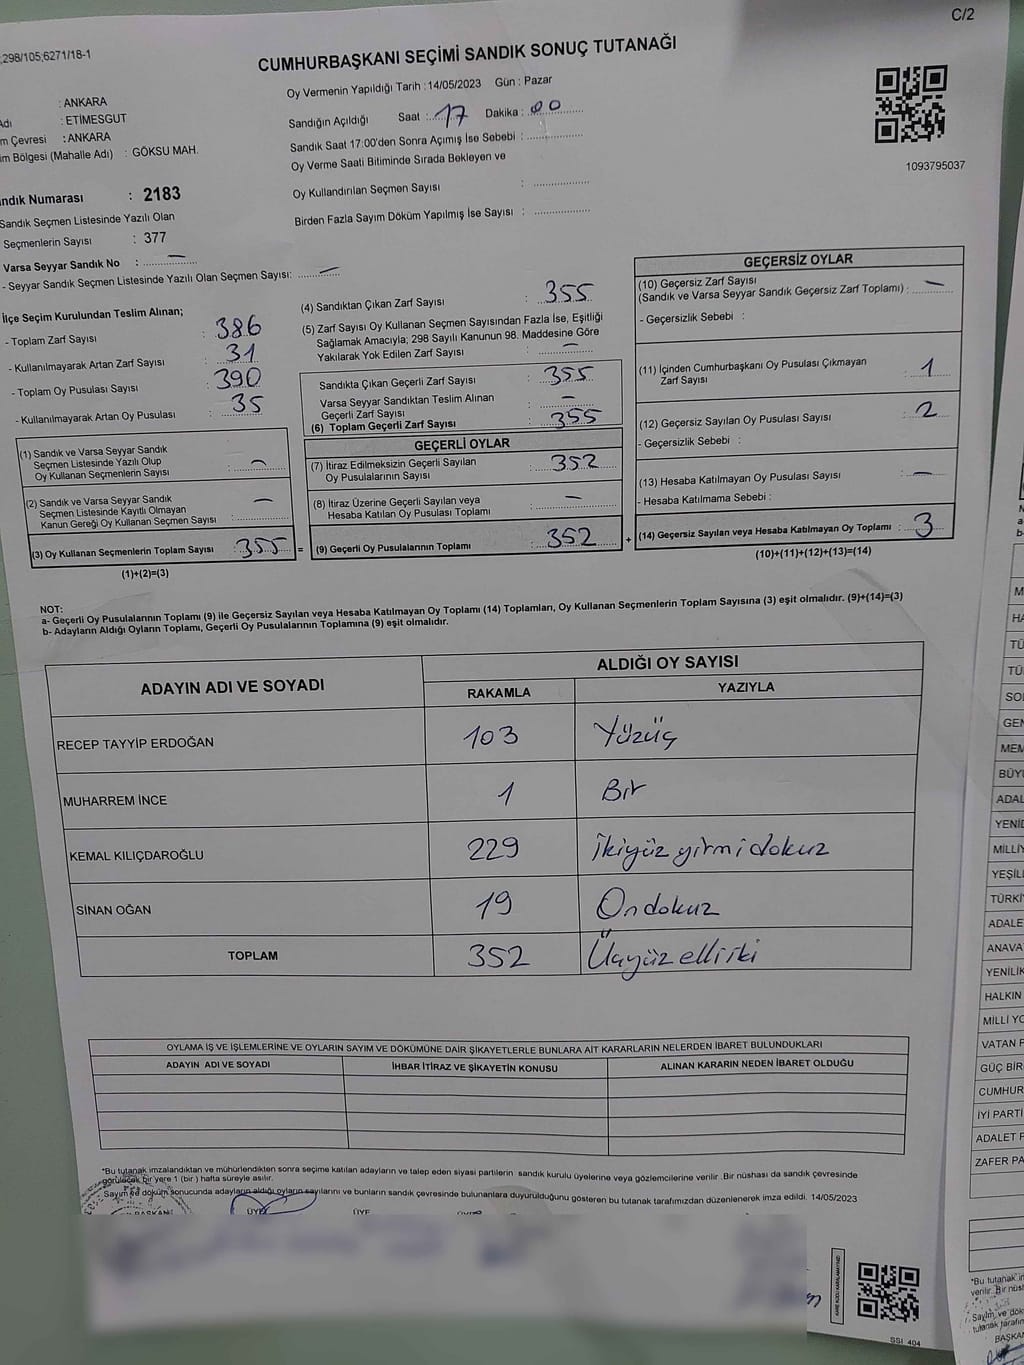 C/2
;298/105;6271/18-1
CUMHURBAŞKANI SEÇİMİ SANDIK SONUÇ TUTANAĞI
: ANKARA
Adı : ETİMESGUT
m Çevresi : ANKARA
im Bölgesi (Mahalle Adı) : GÖKSU MAH.
andık Numarası : 2183
Sandık Seçmen Listesinde Yazılı Olan
Seçmenlerin Sayısı : 377
Varsa Seyyar Sandık No : —
- Seyyar Sandık Seçmen Listesinde Yazılı Olan Seçmen Sayısı: —
Oy Vermenin Yapıldığı Tarih :14/05/2023 Gün : Pazar
Sandığın Açıldığı Saat : 17 Dakika : 00
Sandık Saat 17:00'den Sonra Açımış İse Sebebi :
Oy Verme Saati Bitiminde Sırada Bekleyen ve
Oy Kullandırılan Seçmen Sayısı :
Birden Fazla Sayım Döküm Yapılmış İse Sayısı :
1093795037
İlçe Seçim Kurulundan Teslim Alınan;
- Toplam Zarf Sayısı : 386
- Kullanılmayarak Artan Zarf Sayısı : 31
- Toplam Oy Pusulası Sayısı : 390
- Kullanılmayarak Artan Oy Pusulası : 35
(1) Sandık ve Varsa Seyyar Sandık
Seçmen Listesinde Yazılı Olup
Oy Kullanan Seçmenlerin Sayısı : —
(2) Sandık ve Varsa Seyyar Sandık
Seçmen Listesinde Kayıtlı Olmayan
Kanun Gereği Oy Kullanan Seçmen Sayısı : —
(3) Oy Kullanan Seçmenlerin Toplam Sayısı : 355 =
(1)+(2)=(3)
(4) Sandıktan Çıkan Zarf Sayısı : 355
(5) Zarf Sayısı Oy Kullanan Seçmen Sayısından Fazla İse, Eşitliği
Sağlamak Amacıyla; 298 Sayılı Kanunun 98. Maddesine Göre
Yakılarak Yok Edilen Zarf Sayısı : —
Sandıkta Çıkan Geçerli Zarf Sayısı : 355
Varsa Seyyar Sandıktan Teslim Alınan
Geçerli Zarf Sayısı : —
(6) Toplam Geçerli Zarf Sayısı : 355
GEÇERLİ OYLAR
(7) İtiraz Edilmeksizin Geçerli Sayılan
Oy Pusulalarının Sayısı : 352
(8) İtiraz Üzerine Geçerli Sayılan veya
Hesaba Katılan Oy Pusulası Toplamı : —
(9) Geçerli Oy Pusulalarının Toplamı : 352 +
GEÇERSİZ OYLAR
(10) Geçersiz Zarf Sayısı
(Sandık ve Varsa Seyyar Sandık Geçersiz Zarf Toplamı) : —
- Geçersizlik Sebebi :
(11) İçinden Cumhurbaşkanı Oy Pusulası Çıkmayan
Zarf Sayısı : 1
(12) Geçersiz Sayılan Oy Pusulası Sayısı : 2
- Geçersizlik Sebebi :
(13) Hesaba Katılmayan Oy Pusulası Sayısı : —
- Hesaba Katılmama Sebebi :
(14) Geçersiz Sayılan veya Hesaba Katılmayan Oy Toplamı : 3
(10)+(11)+(12)+(13)=(14)
NOT:
a- Geçerli Oy Pusulalarının Toplamı (9) ile Geçersiz Sayılan veya Hesaba Katılmayan Oy Toplamı (14) Toplamları, Oy Kullanan Seçmenlerin Toplam Sayısına (3) eşit olmalıdır. (9)+(14)=(3)
b- Adayların Aldığı Oyların Toplamı, Geçerli Oy Pusulalarının Toplamına (9) eşit olmalıdır.
ADAYIN ADI VE SOYADI
ALDIĞI OY SAYISI
RAKAMLA YAZIYLA
RECEP TAYYİP ERDOĞAN 103 Yüzüç
MUHARREM İNCE 1 Bir
KEMAL KILIÇDAROĞLU 229 İkiyüz yirmi dokuz
SİNAN OĞAN 19 Ondokuz
TOPLAM 352 Üçyüz elli iki
OYLAMA İŞ VE İŞLEMLERİNE VE OYLARIN SAYIM VE DÖKÜMÜNE DAİR ŞİKAYETLERLE BUNLARA AİT KARARLARIN NELERDEN İBARET BULUNDUKLARI
ADAYIN ADI VE SOYADI İHBAR İTİRAZ VE ŞİKAYETİN KONUSU ALINAN KARARIN NEDEN İBARET OLDUĞU
*Bu tutanak imzalandıktan ve mühürlendikten sonra seçime katılan adayların ve talep eden siyasi partilerin sandık kurulu üyelerine veya gözlemcilerine verilir. Bir nüshası da sandık çevresinde
görülecek bir yere 1 (bir) hafta süreyle asılır.
Sayım ve döküm sonucunda adayların aldığı oyların sayılarını ve bunların sandık çevresinde bulunanlara duyurulduğunu gösteren bu tutanak tarafımızdan düzenlenerek imza edildi. 14/05/2023
BAŞKAN ÜYE ÜYE
SSI 404
M
HA
TÜ
TÜ
SOL
GEN
MEM
BÜYÜ
ADAL
YENİD
MİLLİ
YEŞİLL
TÜRKİ
ADALE
ANAVA
YENİLİK
HALKIN
MİLLİ YO
VATAN P
GÜÇ BİR
CUMHUR
İYİ PARTİ
ADALET P
ZAFER PA
*Bu tutanak im
verilir. Bir nüs
Sayım ve döküm
tutanak tarafım
BAŞKA